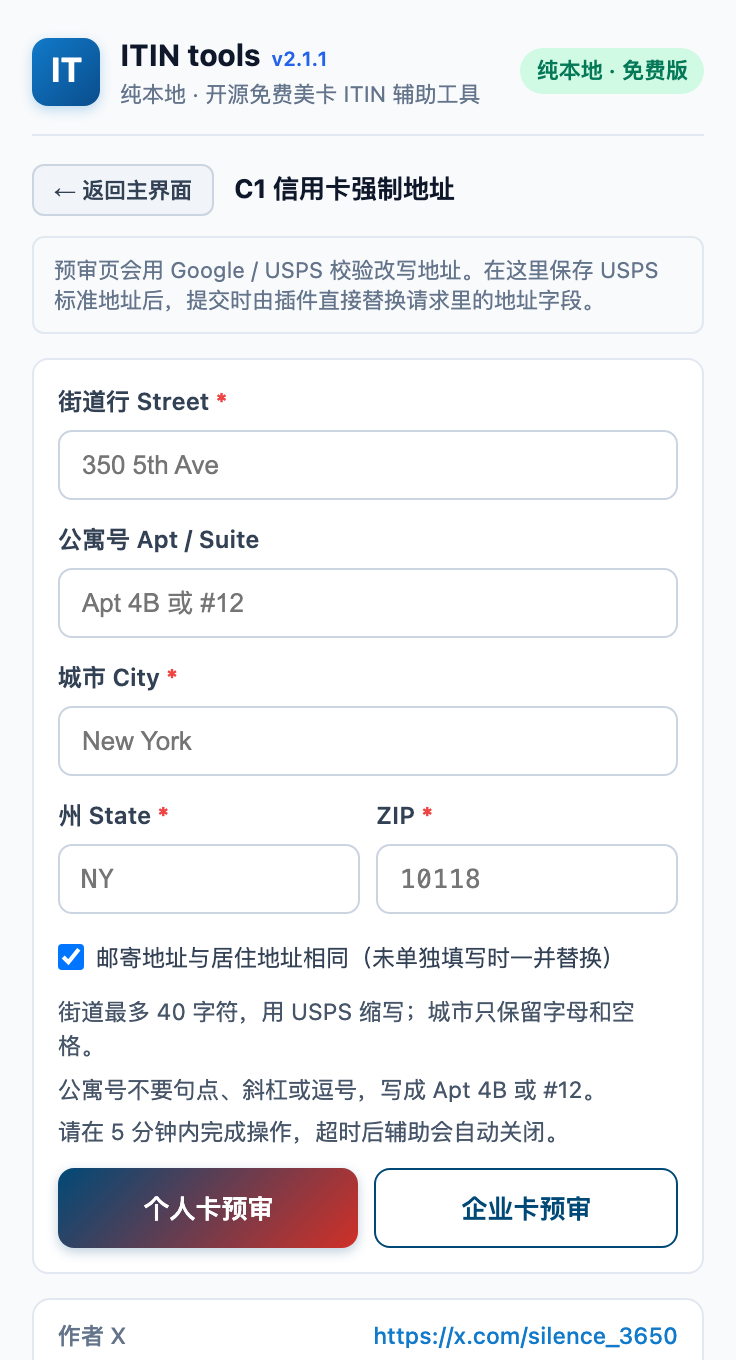 IT
ITIN tools v2.1.1
纯本地 · 开源免费美卡 ITIN 辅助工具
纯本地 · 免费版
← 返回主界面
C1 信用卡强制地址
预审页会用 Google / USPS 校验改写地址。在这里保存 USPS
标准地址后，提交时由插件直接替换请求里的地址字段。
街道行 Street *
350 5th Ave
公寓号 Apt / Suite
Apt 4B 或 #12
城市 City *
New York
州 State *
ZIP *
NY
10118
邮寄地址与居住地址相同（未单独填写时一并替换）
街道最多 40 字符，用 USPS 缩写；城市只保留字母和空
格。
公寓号不要句点、斜杠或逗号，写成 Apt 4B 或 #12。
请在 5 分钟内完成操作，超时后辅助会自动关闭。
个人卡预审
企业卡预审
作者 X
https://x.com/silence_3650